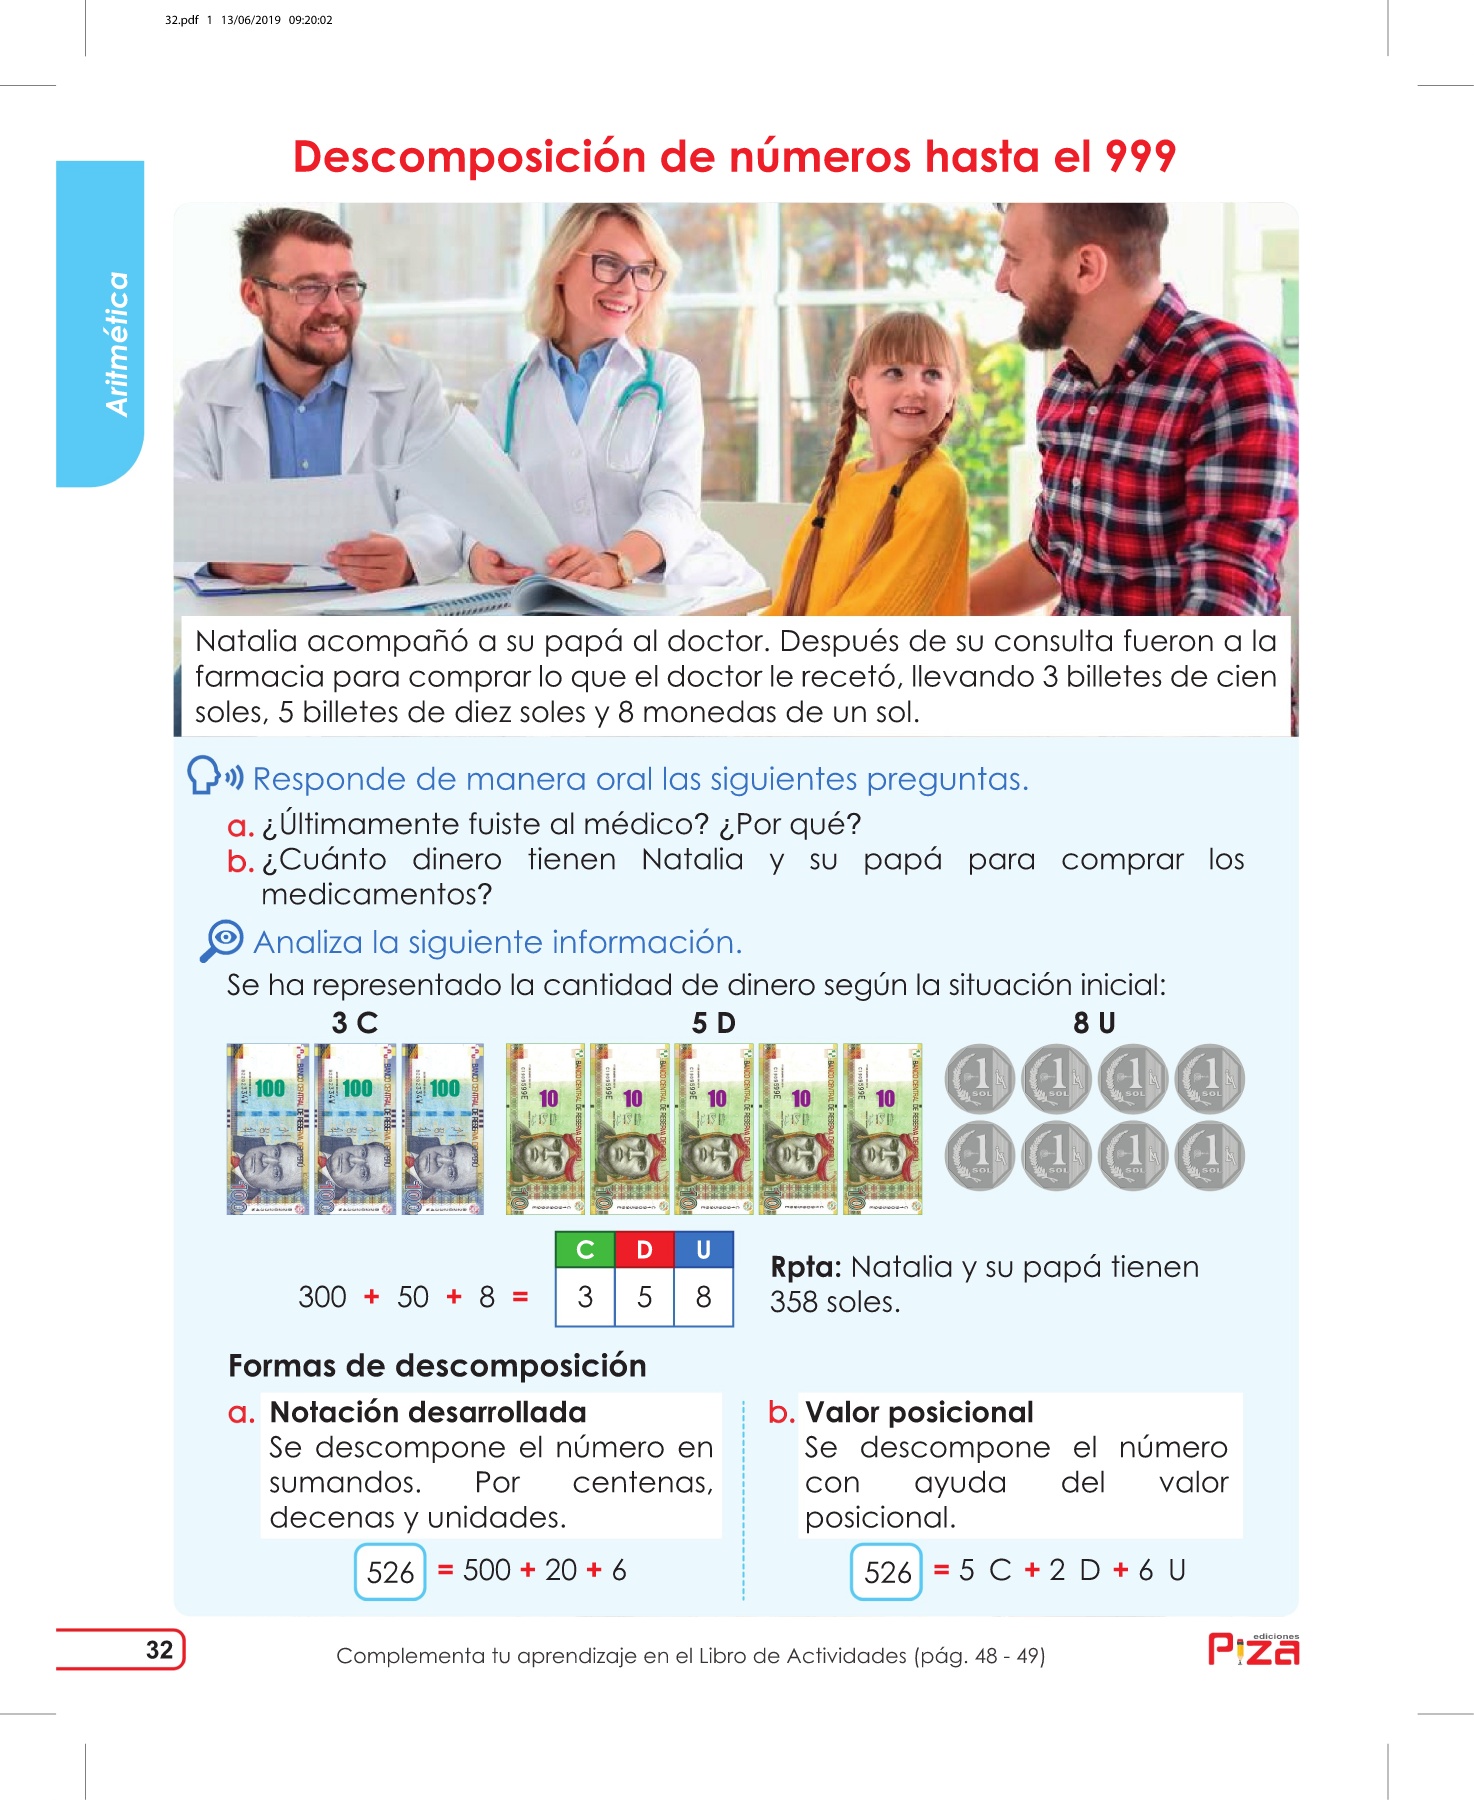 32.pdf 1 13/06/2019 09:20:02
Descomposición de números hasta el 999
Aritmética
Natalia acompañó a su papá al doctor. Después de su consulta fueron a la
farmacia para comprar lo que el doctor le recetó, llevando 3 billetes de cien
soles, 5 billetes de diez soles y 8 monedas de un sol.
Responde de manera oral las siguientes preguntas.
a. ¿Últimamente fuiste al médico? ¿Por qué?
b. ¿Cuánto dinero tienen Natalia y su papá para comprar los
medicamentos?
Analiza la siguiente información.
Se ha representado la cantidad de dinero según la situación inicial:
3 C 5 D 8 U
100 100 100 10 10 10 10 10
1 SOL 1 SOL 1 SOL 1 SOL
1 SOL 1 SOL 1 SOL 1 SOL
C D U
300 + 50 + 8 = 3 5 8
Rpta: Natalia y su papá tienen
358 soles.
Formas de descomposición
a. Notación desarrollada
Se descompone el número en
sumandos. Por centenas,
decenas y unidades.
526 = 500 + 20 + 6
b. Valor posicional
Se descompone el número
con ayuda del valor
posicional.
526 = 5 C + 2 D + 6 U
32
Complementa tu aprendizaje en el Libro de Actividades (pág. 48 - 49)
ediciones
Piza